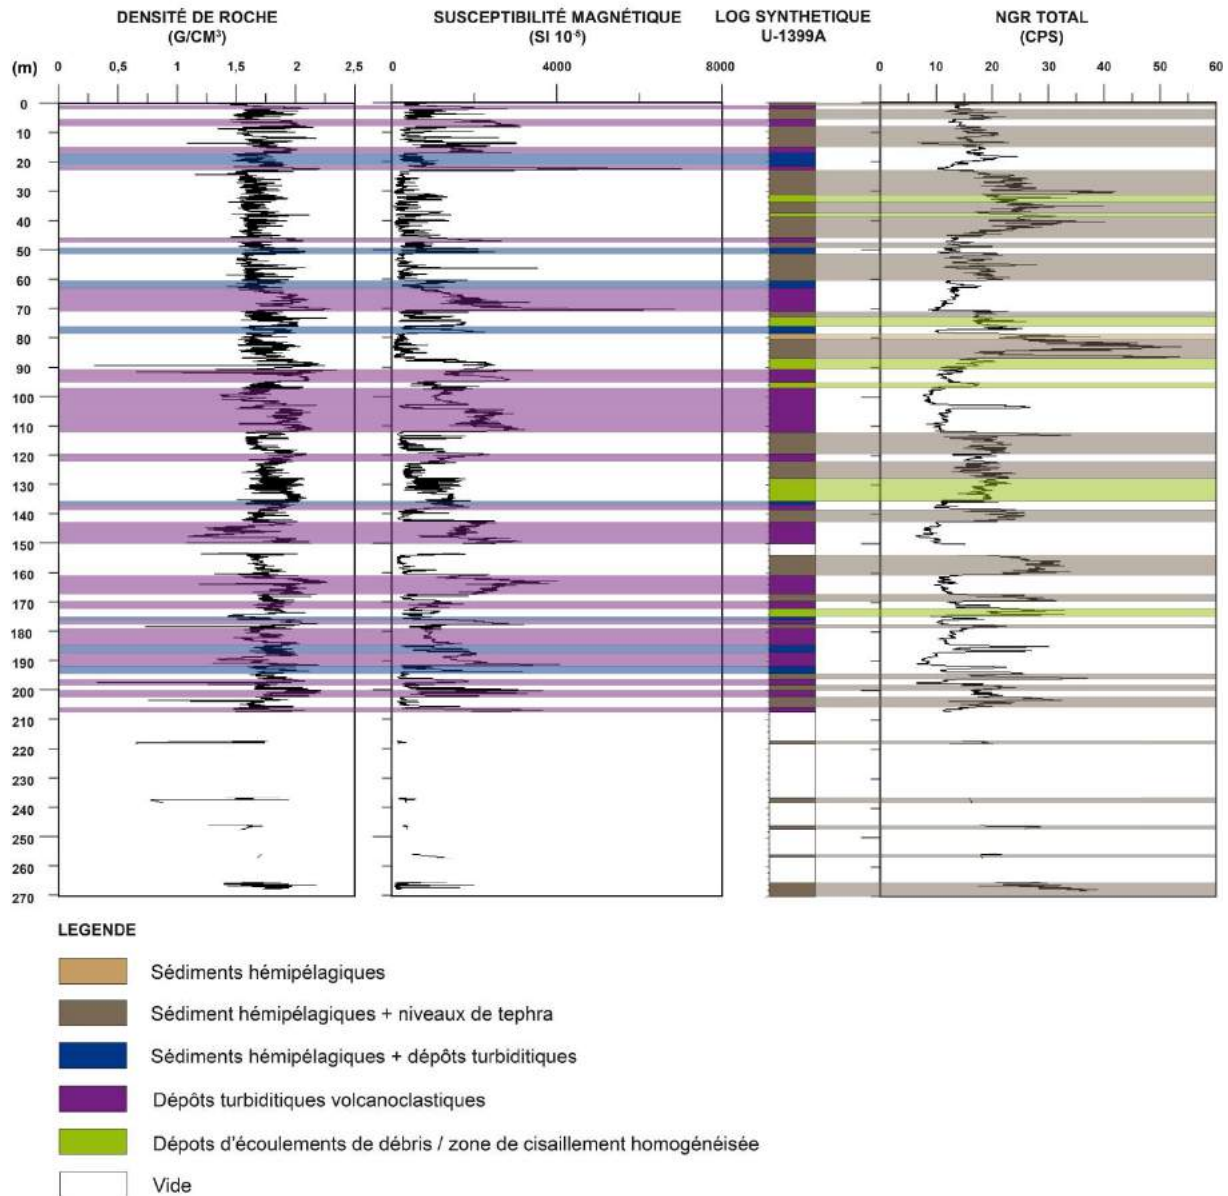 DENSITÉ DE ROCHE
(G/CM³)
SUSCEPTIBILITÉ MAGNÉTIQUE
(SI 10⁻⁵)
LOG SYNTHETIQUE
U-1399A
NGR TOTAL
(CPS)
(m)
0 0,5 1 1,5 2 2,5
0 4000 8000
0 10 20 30 40 50 60
0
10
20
30
40
50
60
70
80
90
100
110
120
130
140
150
160
170
180
190
200
210
220
230
240
250
260
270
LEGENDE
Sédiments hémipélagiques
Sédiment hémipélagiques + niveaux de tephra
Sédiments hémipélagiques + dépôts turbiditiques
Dépôts turbiditiques volcanoclastiques
Dépots d'écoulements de débris / zone de cisaillement homogénéisée
Vide